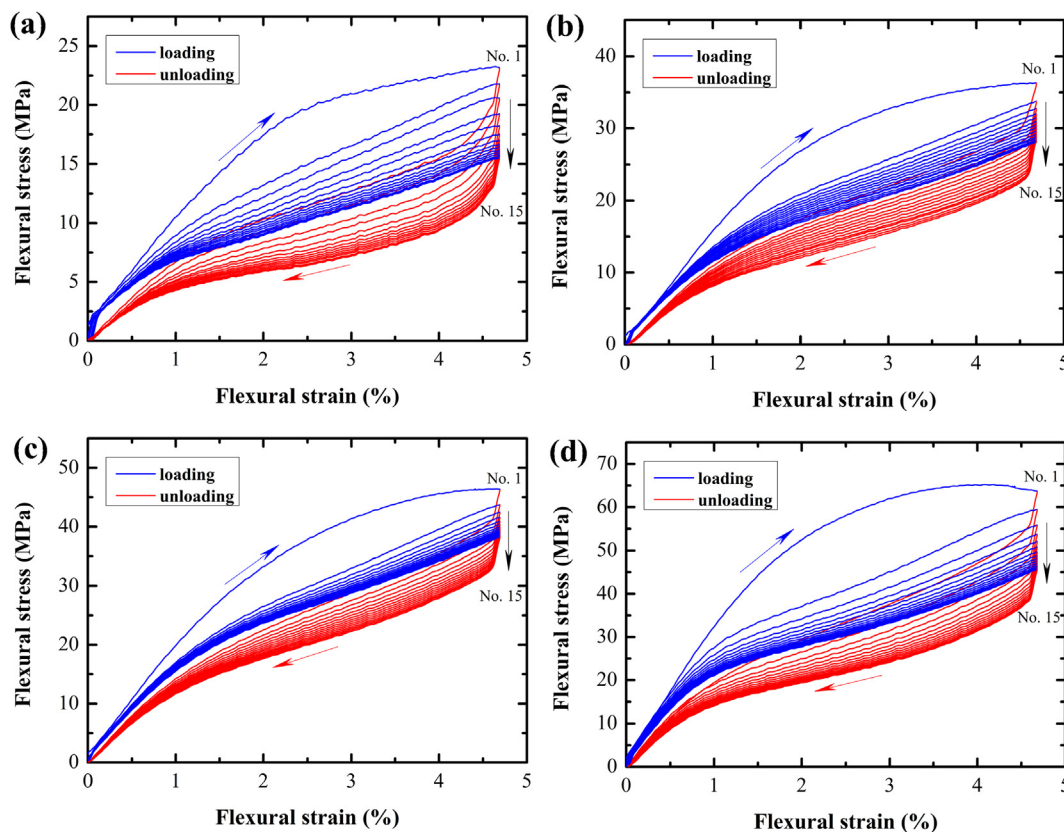 (a)
25
20
15
10
5
0
Flexural stress (MPa)
loading
unloading
No. 1
No. 15
0 1 2 3 4 5
Flexural strain (%)
(b)
40
30
20
10
0
Flexural stress (MPa)
loading
unloading
No. 1
No. 15
0 1 2 3 4 5
Flexural strain (%)
(c)
50
40
30
20
10
0
Flexural stress (MPa)
loading
unloading
No. 1
No. 15
0 1 2 3 4 5
Flexural strain (%)
(d)
70
60
50
40
30
20
10
0
Flexural stress (MPa)
loading
unloading
No. 1
No. 15
0 1 2 3 4 5
Flexural strain (%)